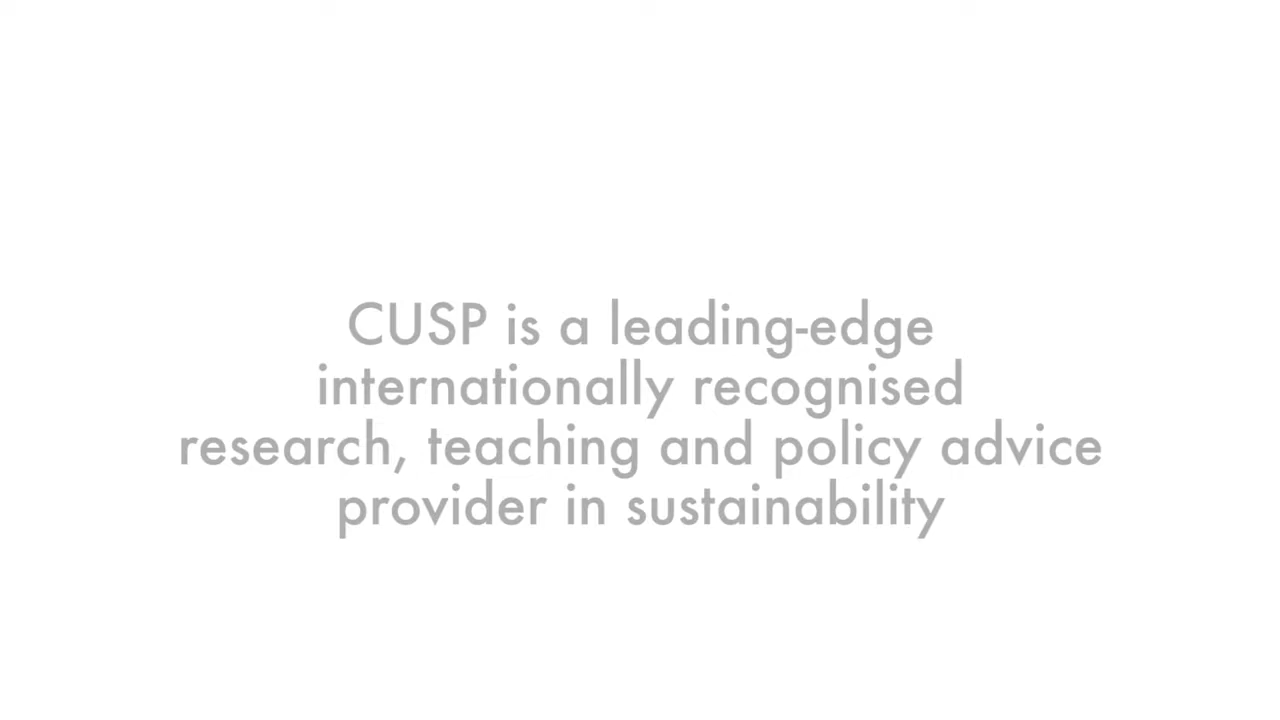 CUSP is a leading-edge
internationally recognised
research, teaching and policy advice
provider in sustainability